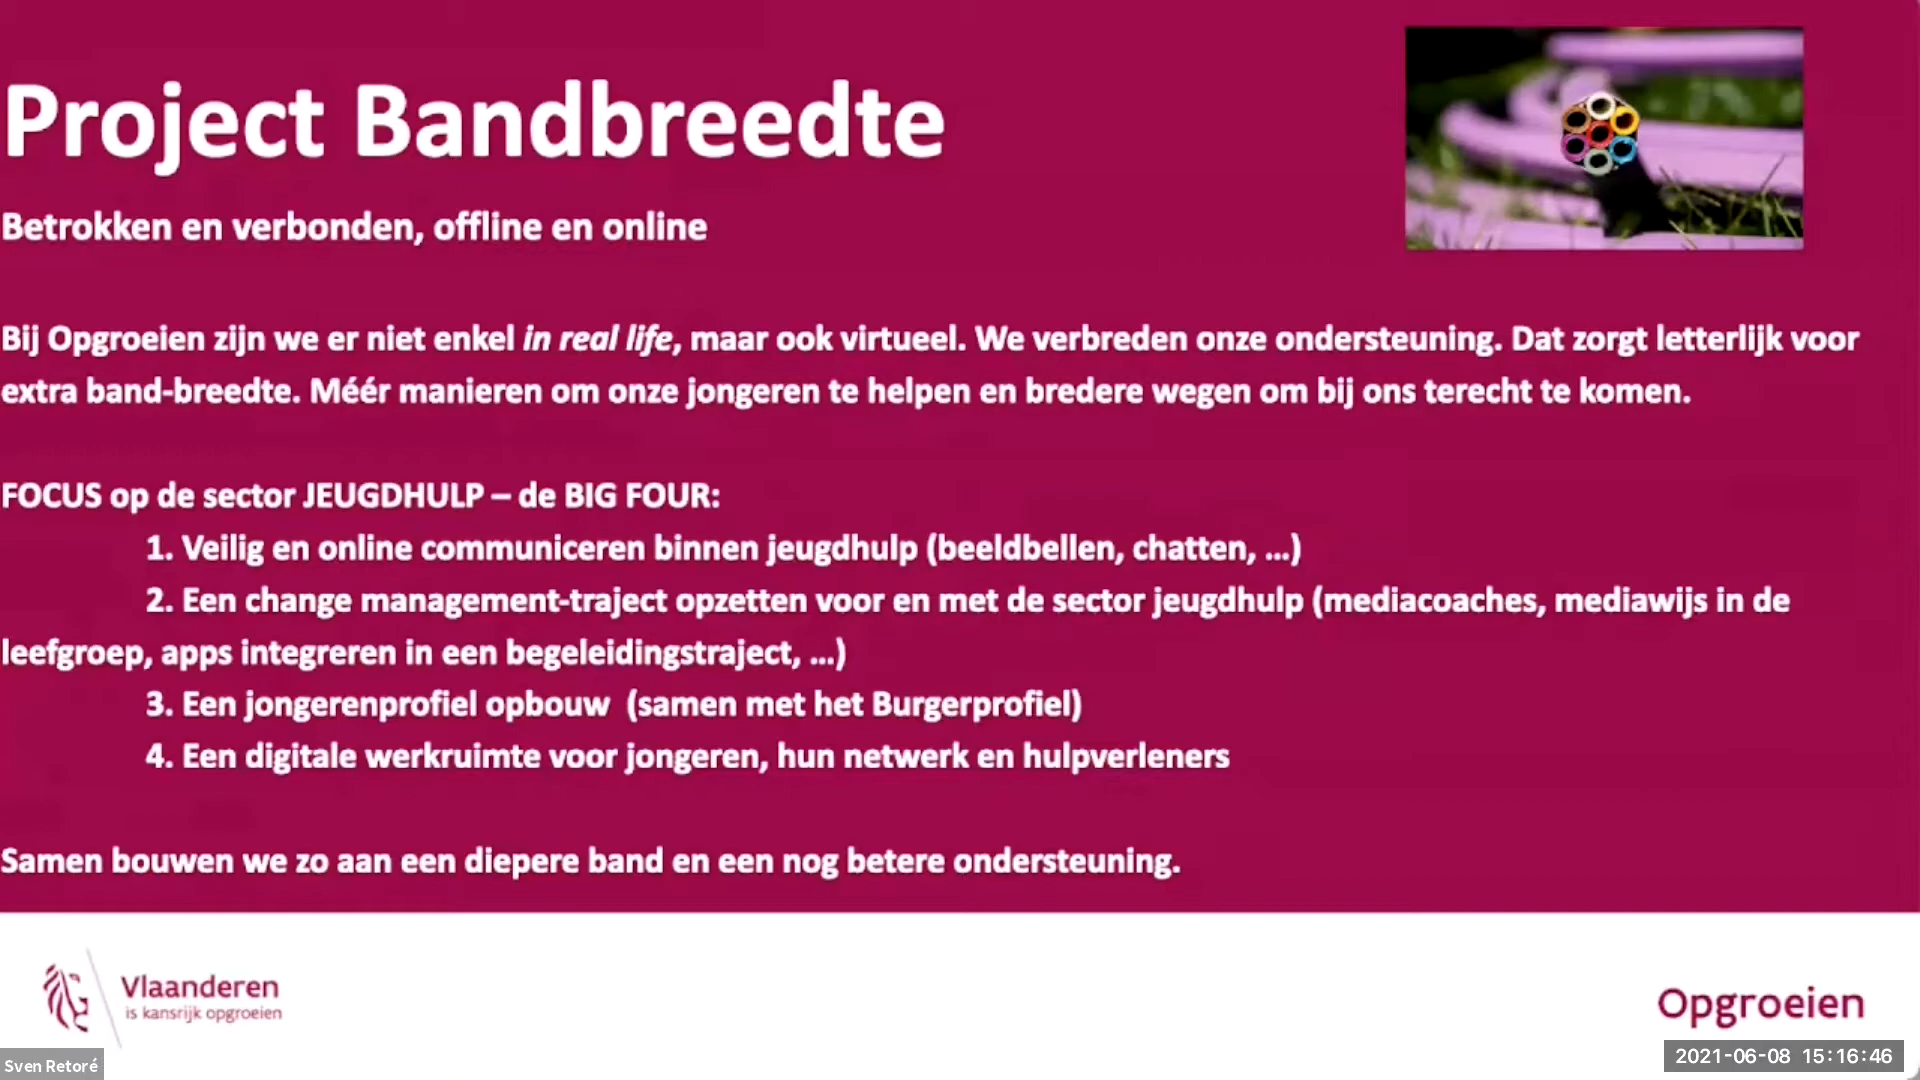 Project Bandbreedte
Betrokken en verbonden, offline en online
Bij Opgroeien zijn we er niet enkel in real life, maar ook virtueel. We verbreden onze ondersteuning. Dat zorgt letterlijk voor
extra band-breedte. Méér manieren om onze jongeren te helpen en bredere wegen om bij ons terecht te komen.
FOCUS op de sector JEUGDHULP – de BIG FOUR:
1. Veilig en online communiceren binnen jeugdhulp (beeldbellen, chatten, ...)
2. Een change management-traject opzetten voor en met de sector jeugdhulp (mediacoaches, mediawijs in de
leefgroep, apps integreren in een begeleidingstraject, ...)
3. Een jongerenprofiel opbouw (samen met het Burgerprofiel)
4. Een digitale werkruimte voor jongeren, hun netwerk en hulpverleners
Samen bouwen we zo aan een diepere band en een nog betere ondersteuning.
Vlaanderen
is kansrijk opgroeien
Opgroeien
Sven Retoré
2021-06-08 15:16:46